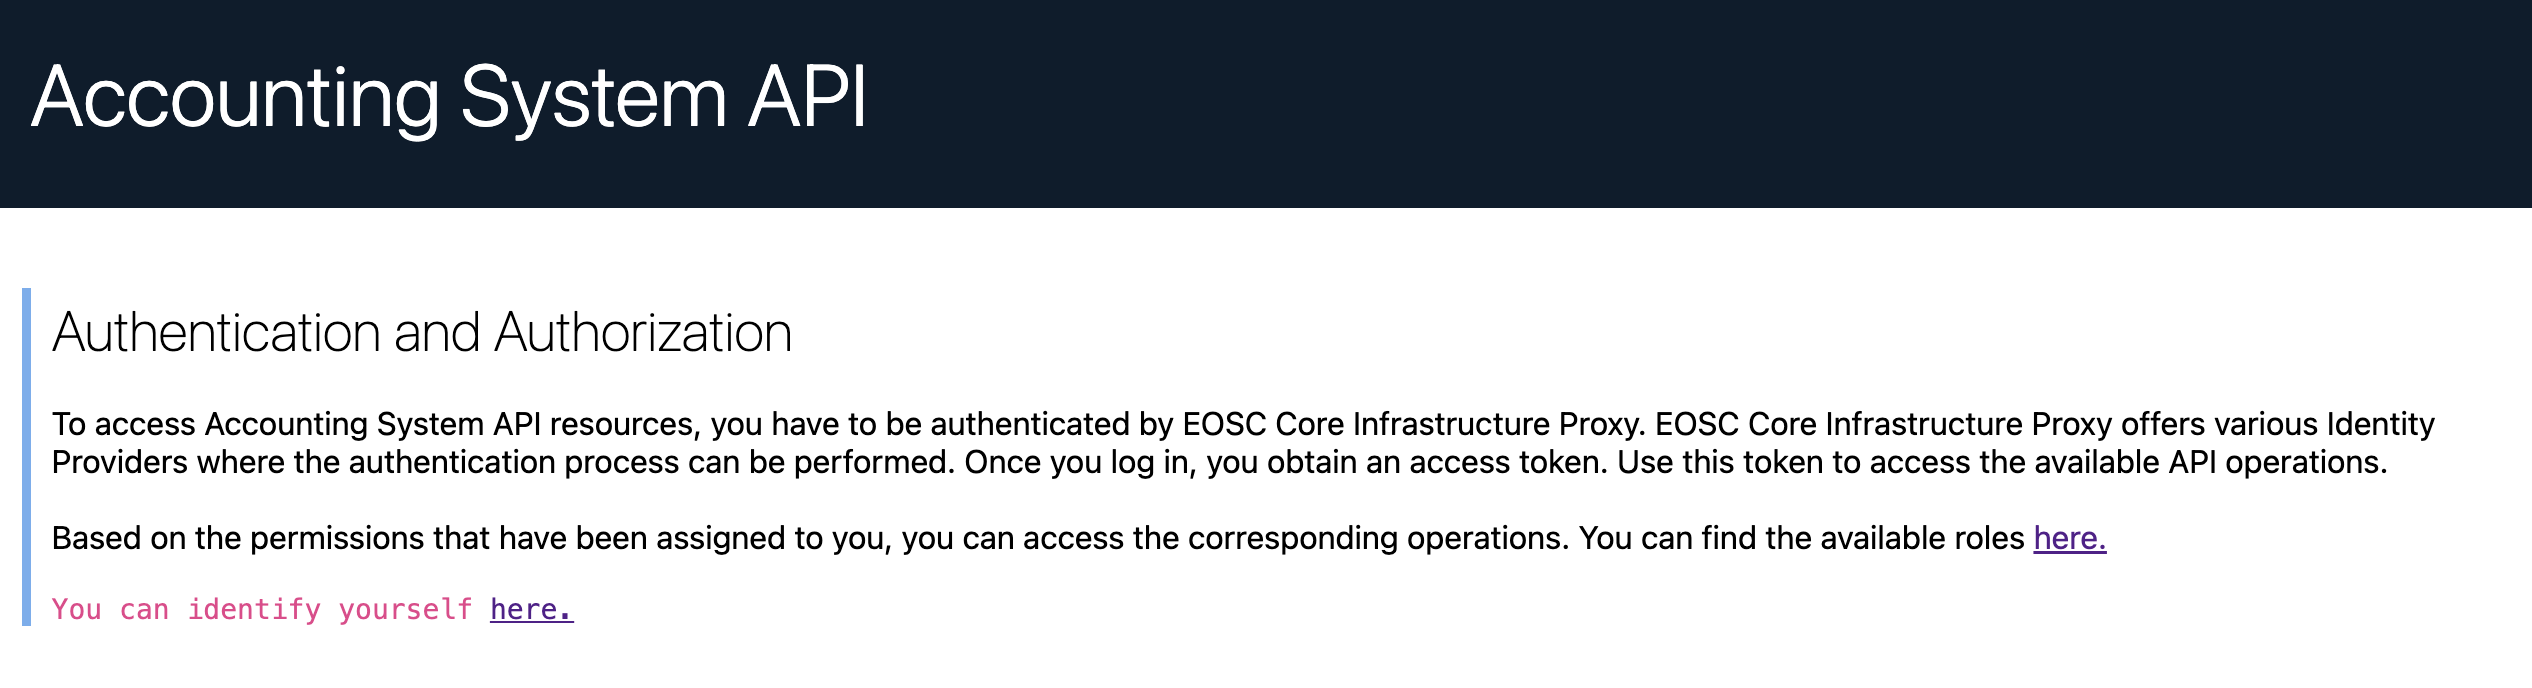 Accounting System API
Authentication and Authorization
To access Accounting System API resources, you have to be authenticated by EOSC Core Infrastructure Proxy. EOSC Core Infrastructure Proxy offers various Identity
Providers where the authentication process can be performed. Once you log in, you obtain an access token. Use this token to access the available API operations.
Based on the permissions that have been assigned to you, you can access the corresponding operations. You can find the available roles here.
You can identify yourself here.